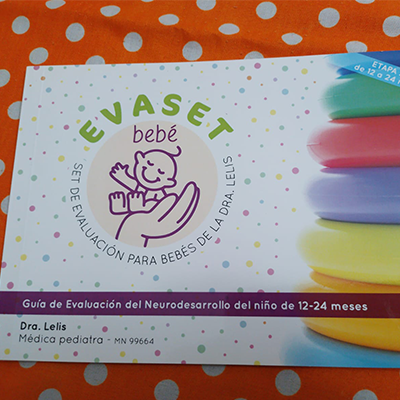 ETAPA
de 12 a 24
EVASET
bebé
SET DE EVALUACIÓN PARA BEBÉS DE LA DRA. LELIS
Guía de Evaluación del Neurodesarrollo del niño de 12-24 meses
Dra. Lelis
Médica pediatra - MN 99664